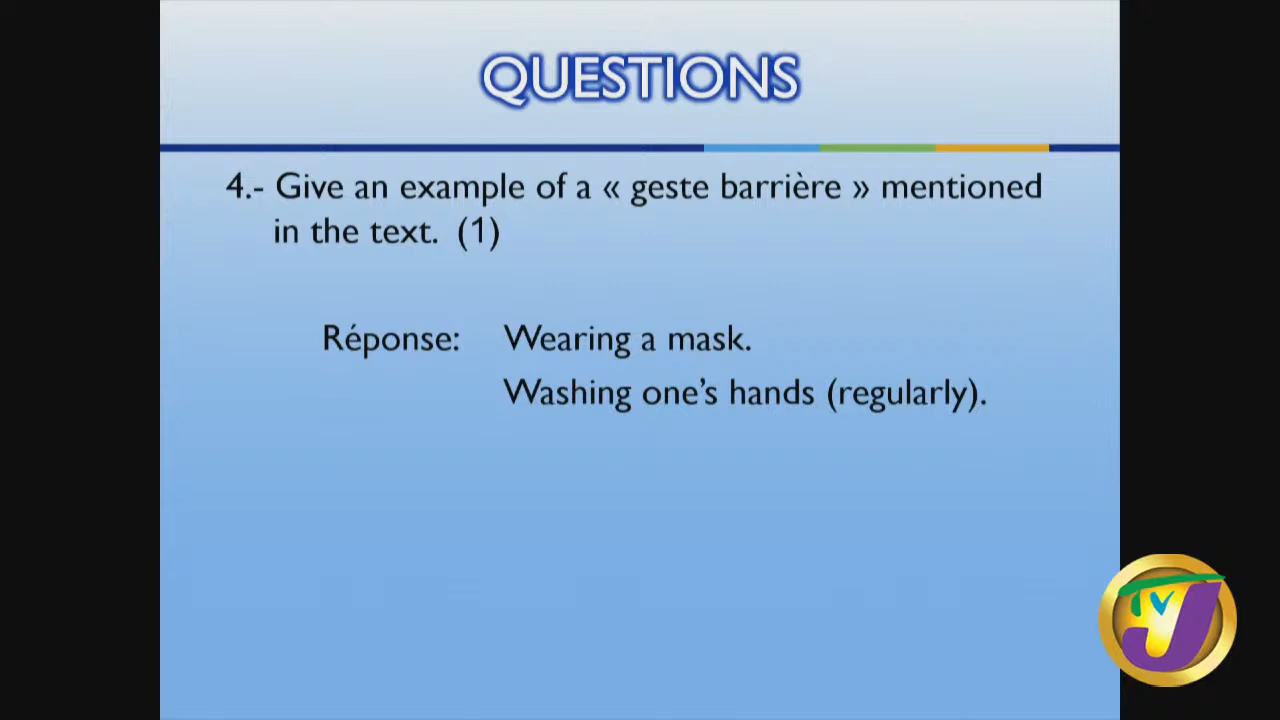 QUESTIONS
4.- Give an example of a « geste barrière » mentioned
in the text. (1)
Réponse: Wearing a mask.
Washing one's hands (regularly).
TVJ